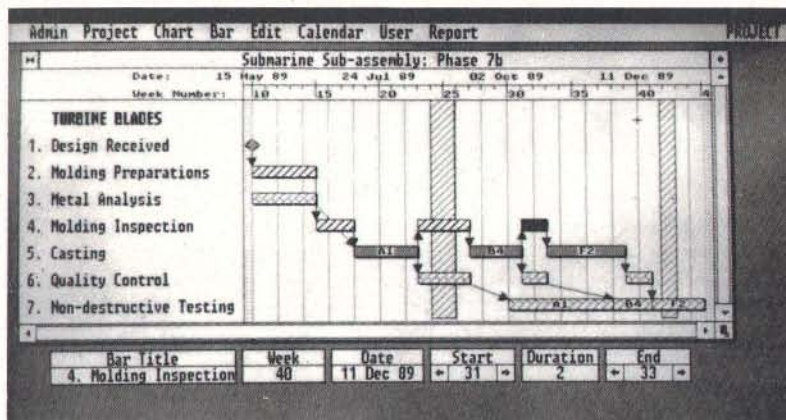 Admin Project Chart Bar Edit Calendar User Report PROJECT
Submarine Sub-assembly: Phase 7b
Date: 15 May 89 24 Jul 89 02 Oct 89 11 Dec 89
Week Number: 10 15 20 25 30 35 40 4
TURBINE BLADES
1. Design Received
2. Molding Preparations
3. Metal Analysis
4. Molding Inspection
5. Casting A1 B4 F2
6. Quality Control
7. Non-destructive Testing A1 B4 F2
Bar Title Week Date Start Duration End
4. Molding Inspection 40 11 Dec 89 31 2 33